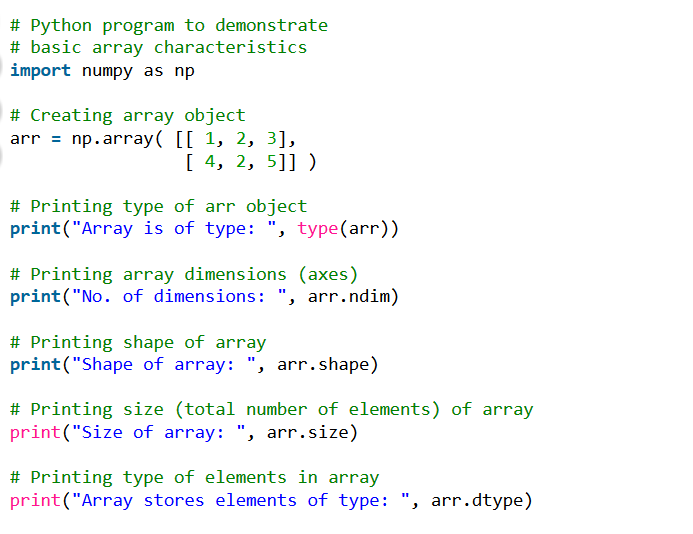 # Python program to demonstrate
# basic array characteristics
import numpy as np
# Creating array object
arr = np.array( [[ 1, 2, 3],
                 [ 4, 2, 5]] )
# Printing type of arr object
print("Array is of type: ", type(arr))
# Printing array dimensions (axes)
print("No. of dimensions: ", arr.ndim)
# Printing shape of array
print("Shape of array: ", arr.shape)
# Printing size (total number of elements) of array
print("Size of array: ", arr.size)
# Printing type of elements in array
print("Array stores elements of type: ", arr.dtype)